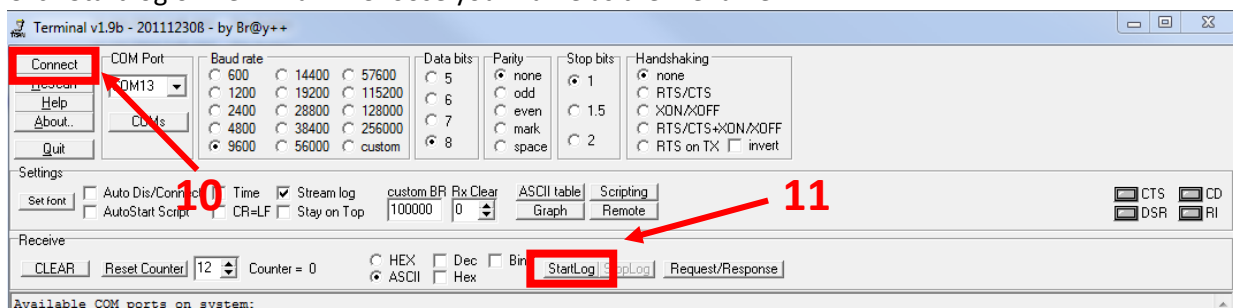 Terminal v1.9b - 20111230ß - by Br@y++
Connect
COM Port
Baud rate
Data bits
Parity
Stop bits
Handshaking
600 14400 57600
5
none
1
none
COM13
1200 19200 115200
odd
RTS/CTS
Help
2400 28800 128000
6
even
1.5
XON/XOFF
About..
COMs
4800 38400 256000
7
mark
RTS/CTS+XON/XOFF
Quit
9600 56000 custom
8
space
2
RTS on TX invert
Settings
Set font
Auto Dis/Connect
Time
Stream log
custom BR
Rx Clear
ASCII table
Scripting
CTS
CD
10
11
AutoStart Script
CR=LF
Stay on Top
100000
0
Graph
Remote
DSR
RI
Receive
CLEAR
Reset Counter
12
Counter = 0
HEX
Dec
Bin
ASCII
Hex
StartLog
StopLog
Request/Response
Available COM ports on system: